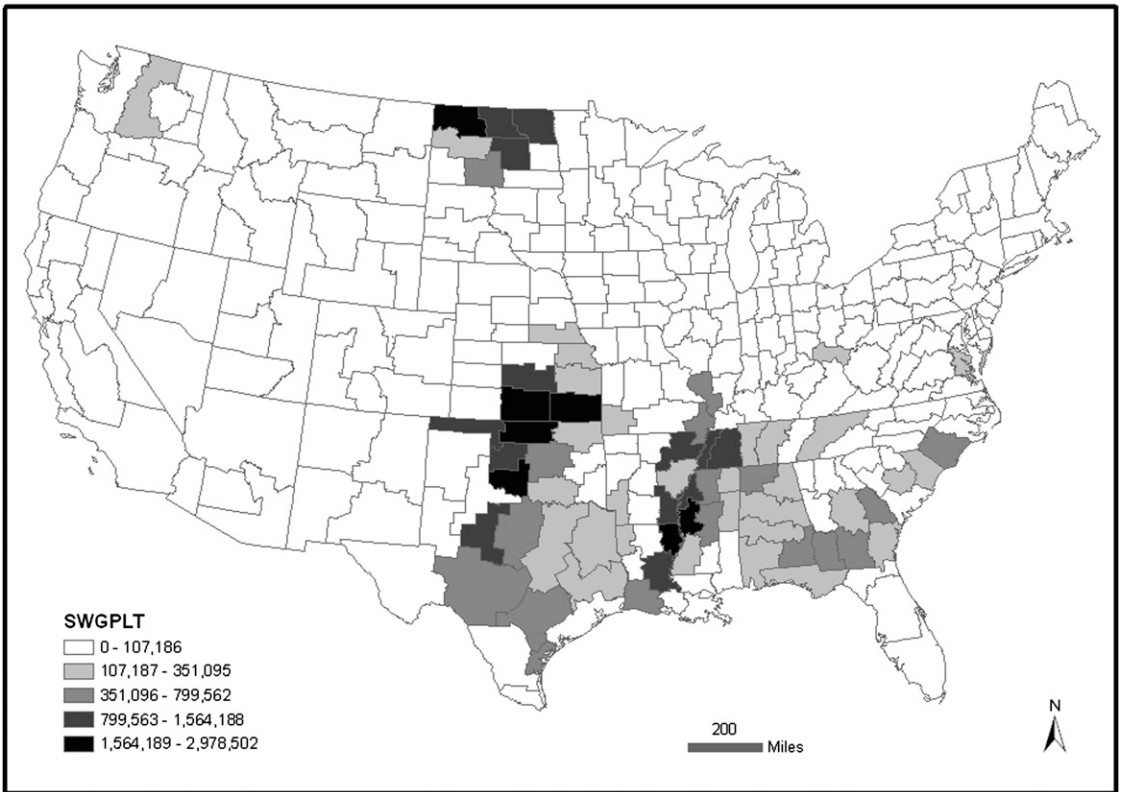 SWGPLT
0 - 107,186
107,187 - 351,095
351,096 - 799,562
799,563 - 1,564,188
1,564,189 - 2,978,502
200
Miles
N